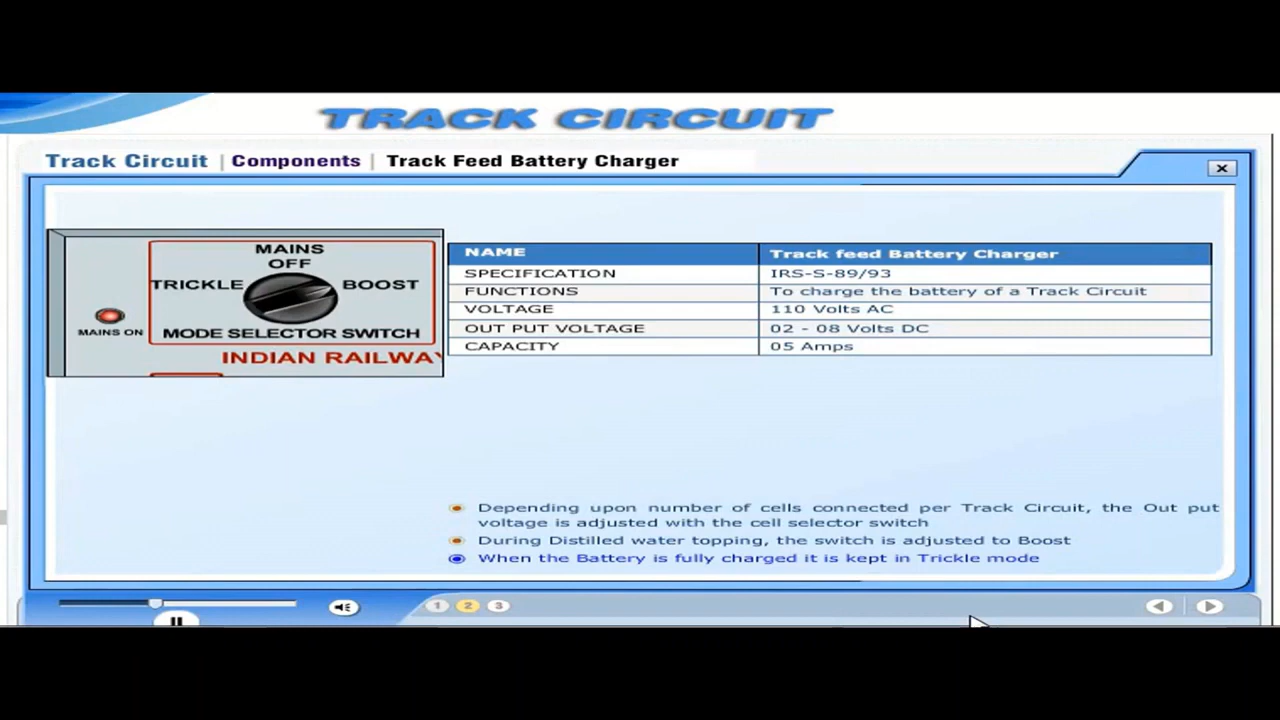 TRACK CIRCUIT
Track Circuit | Components | Track Feed Battery Charger
MAINS
OFF
TRICKLE
BOOST
MAINS ON
MODE SELECTOR SWITCH
INDIAN RAILWAY
NAME Track feed Battery Charger
SPECIFICATION IRS-S-89/93
FUNCTIONS To charge the battery of a Track Circuit
VOLTAGE 110 Volts AC
OUT PUT VOLTAGE 02 - 08 Volts DC
CAPACITY 05 Amps
Depending upon number of cells connected per Track Circuit, the Out put
voltage is adjusted with the cell selector switch
During Distilled water topping, the switch is adjusted to Boost
When the Battery is fully charged it is kept in Trickle mode
1 2 3